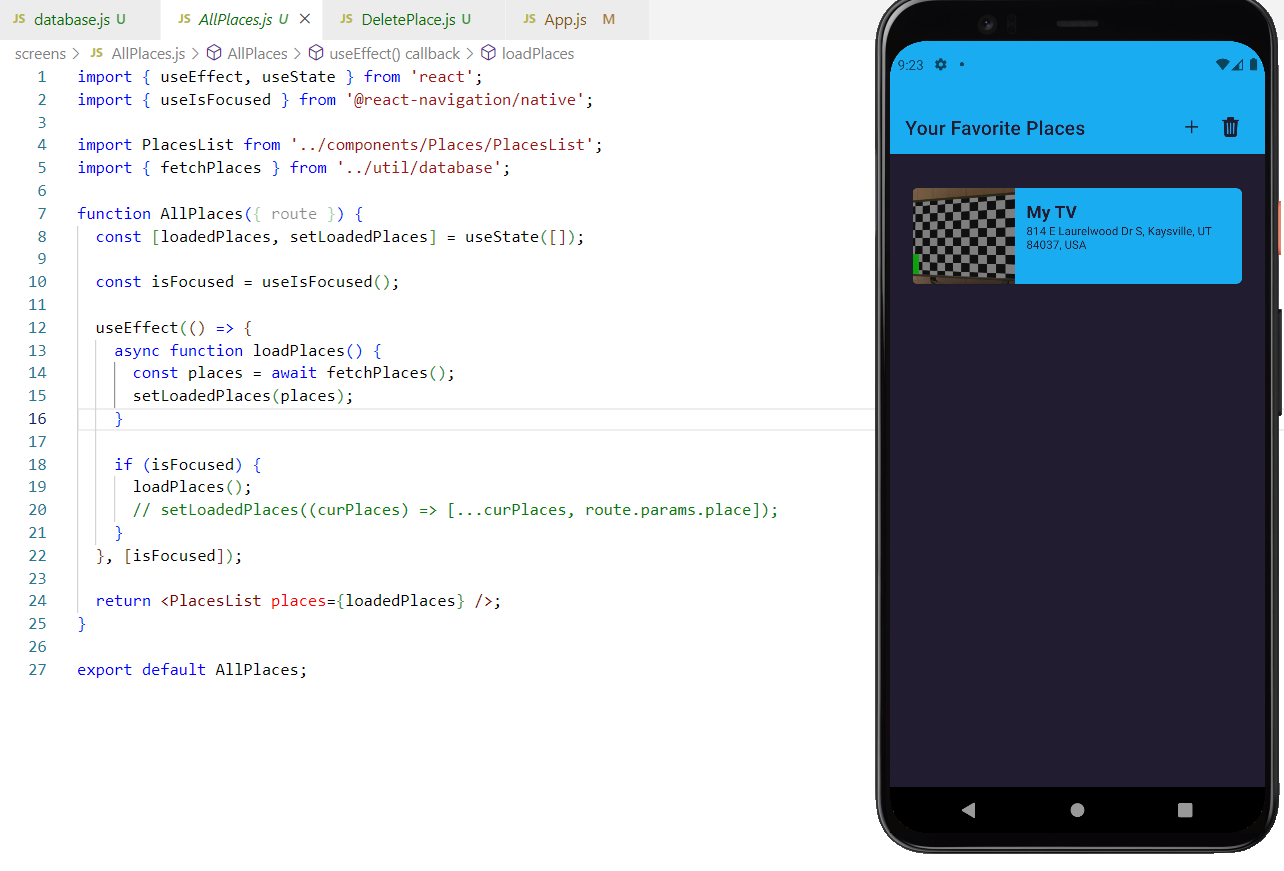 JS database.js U JS AllPlaces.js U × JS DeletePlace.js U JS App.js M
screens > JS AllPlaces.js > AllPlaces > useEffect() callback > loadPlaces
1 import { useEffect, useState } from 'react';
2 import { useIsFocused } from '@react-navigation/native';
3
4 import PlacesList from '../components/Places/PlacesList';
5 import { fetchPlaces } from '../util/database';
6
7 function AllPlaces({ route }) {
8 const [loadedPlaces, setLoadedPlaces] = useState([]);
9
10 const isFocused = useIsFocused();
11
12 useEffect(() => {
13 async function loadPlaces() {
14 const places = await fetchPlaces();
15 setLoadedPlaces(places);
16 }
17
18 if (isFocused) {
19 loadPlaces();
20 // setLoadedPlaces((curPlaces) => [...curPlaces, route.params.place]);
21 }
22 }, [isFocused]);
23
24 return <PlacesList places={loadedPlaces} />;
25 }
26
27 export default AllPlaces;
9:23
Your Favorite Places +
My TV
814 E Laurelwood Dr S, Kaysville, UT
84037, USA